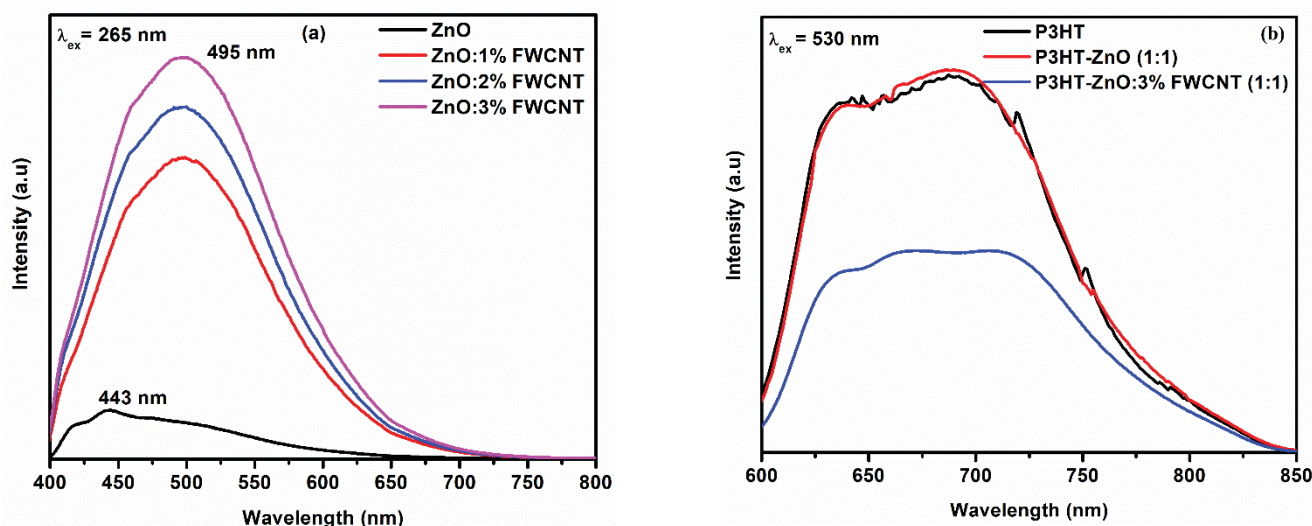 λex = 265 nm
(a)
495 nm
ZnO
ZnO:1% FWCNT
ZnO:2% FWCNT
ZnO:3% FWCNT
443 nm
Intensity (a.u)
400 450 500 550 600 650 700 750 800
Wavelength (nm)
λex = 530 nm
(b)
P3HT
P3HT-ZnO (1:1)
P3HT-ZnO:3% FWCNT (1:1)
Intensity (a.u)
600 650 700 750 800 850
Wavelength (nm)